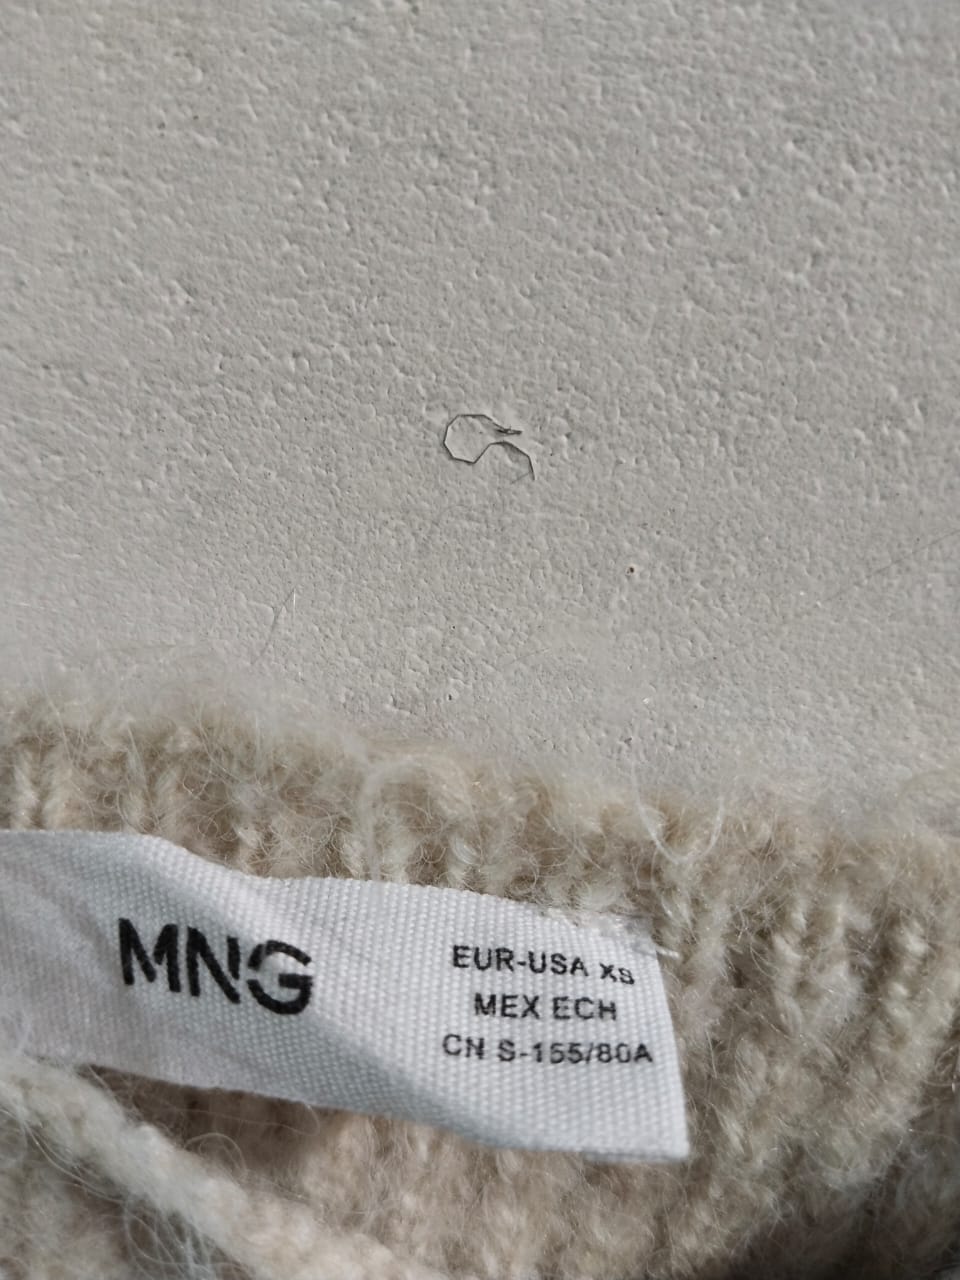 MNG
EUR-USA XS
MEX ECH
CN S-155/80A